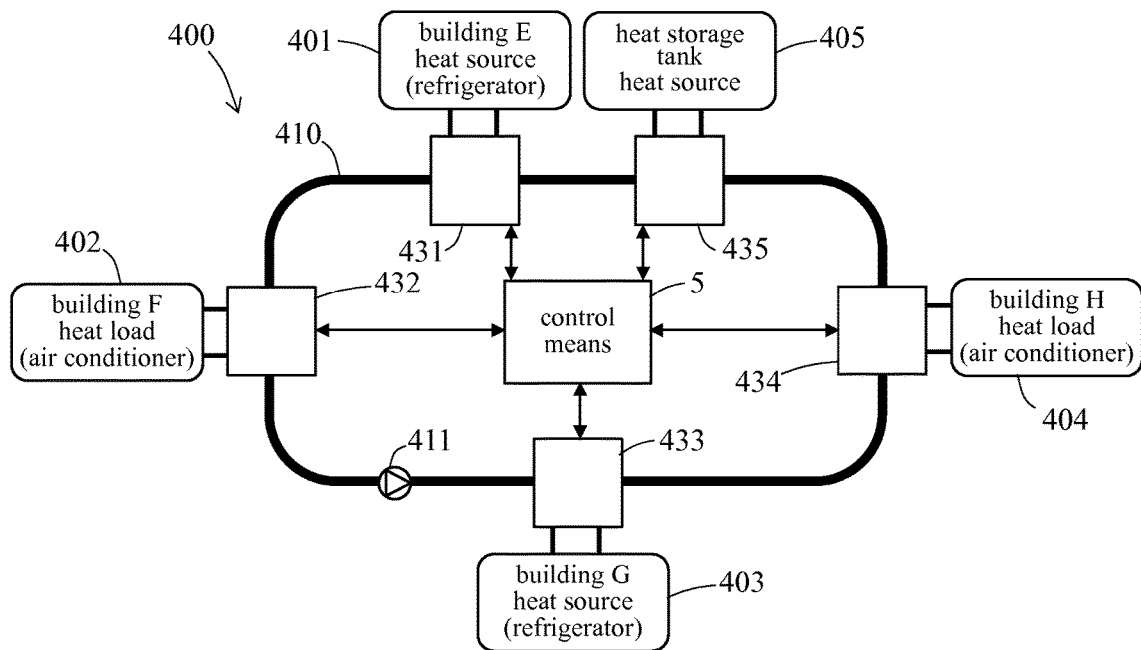 400
401
building E
heat source
(refrigerator)
heat storage
tank
heat source
405
410
431
435
402
building F
heat load
(air conditioner)
432
control
means
5
building H
heat load
(air conditioner)
434
404
411
433
building G
heat source
(refrigerator)
403